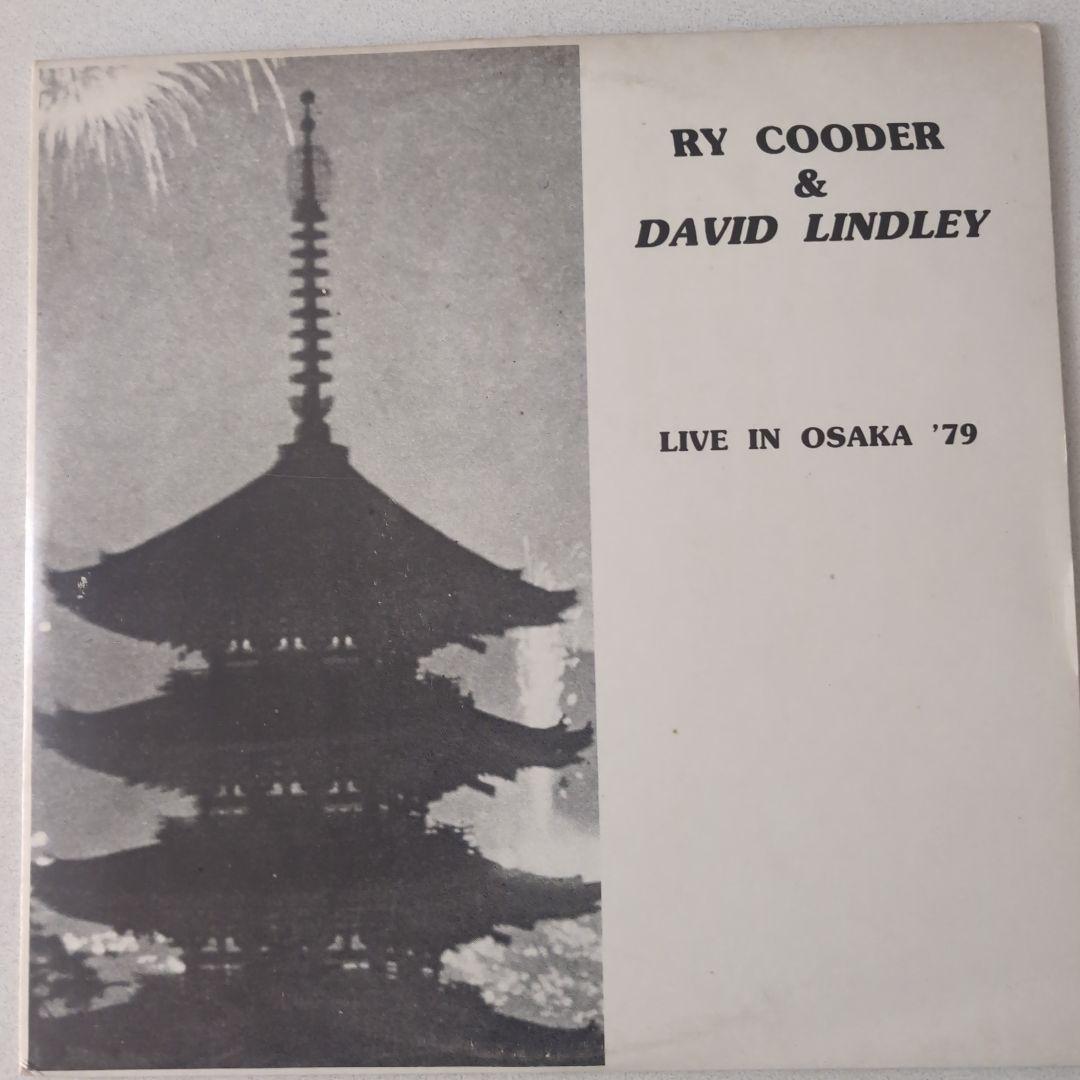 RY COODER
&
DAVID LINDLEY
LIVE IN OSAKA ’79